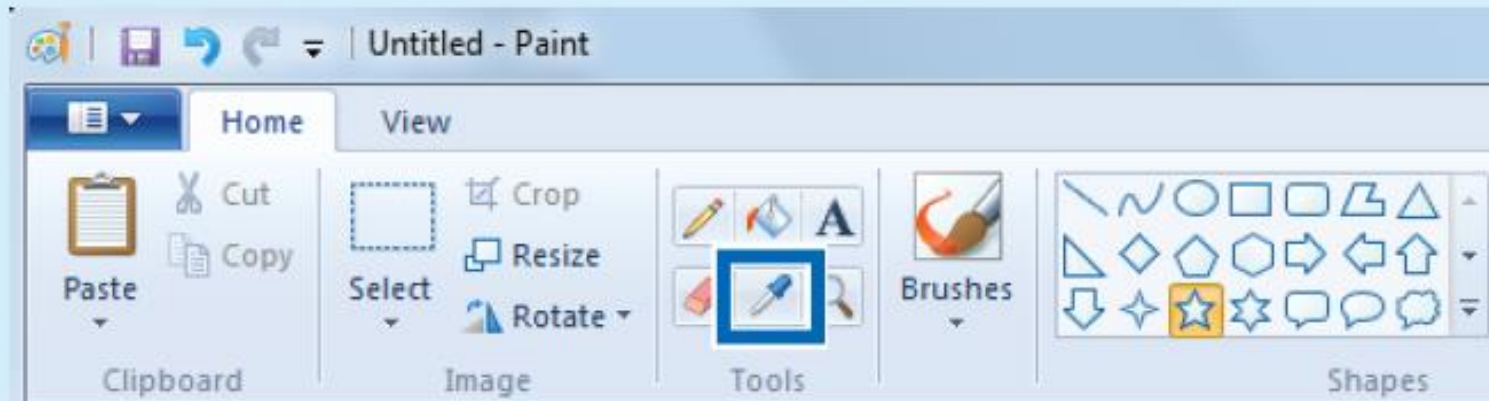 Untitled - Paint
Home View
Cut
Copy
Paste
Clipboard
Select
Crop
Resize
Rotate
Image
A
Tools
Brushes
Shapes